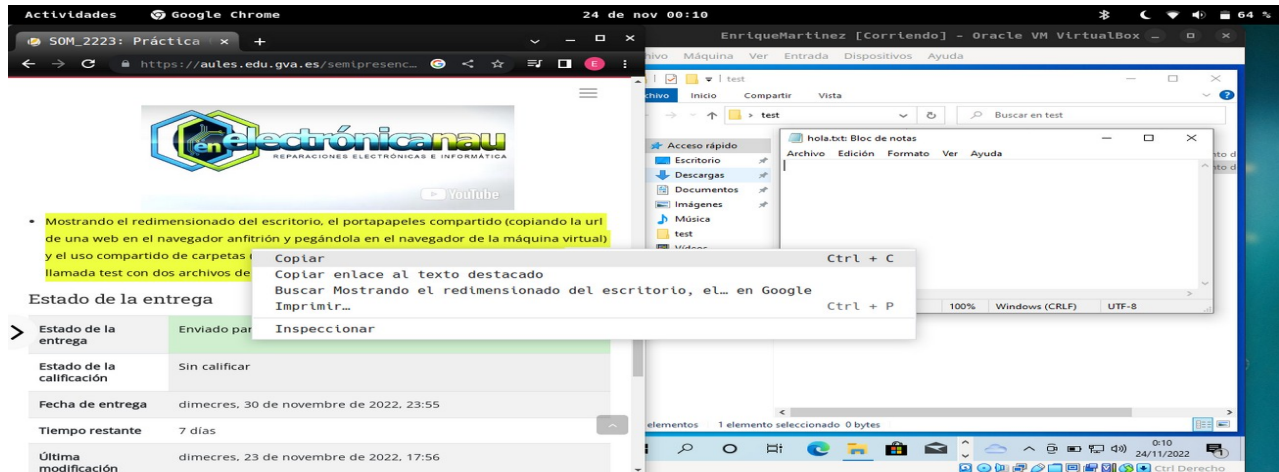 Actividades
Google Chrome
24 de nov 00:10
64 %
SOM_2223: Práctica
https://aules.edu.gva.es/semipresenc…
E
en electrónicanau
REPARACIONES ELECTRÓNICAS E INFORMÁTICA
YouTube
• Mostrando el redimensionado del escritorio, el portapapeles compartido (copiando la url
de una web en el navegador anfitrión y pegándola en el navegador de la máquina virtual)
y el uso compartido de carpetas
llamada test con dos archivos de
Copiar Ctrl + C
Copiar enlace al texto destacado
Buscar Mostrando el redimensionado del escritorio, el… en Google
Imprimir… Ctrl + P
Inspeccionar
Estado de la entrega
Estado de la
entrega
Enviado par
Estado de la
calificación
Sin calificar
Fecha de entrega
dimecres, 30 de novembre de 2022, 23:55
Tiempo restante
7 días
Última
modificación
dimecres, 23 de novembre de 2022, 17:56
EnriqueMartinez [Corriendo] - Oracle VM VirtualBox
hivo Máquina Ver Entrada Dispositivos Ayuda
test
chivo Inicio Compartir Vista
test
Buscar en test
Acceso rápido
Escritorio
Descargas
Documentos
Imágenes
Música
test
Vídeos
hola.txt: Bloc de notas
Archivo Edición Formato Ver Ayuda
nto d
nto d
100% Windows (CRLF) UTF-8
elementos 1 elemento seleccionado 0 bytes
0:10
24/11/2022
1
Ctrl Derecho